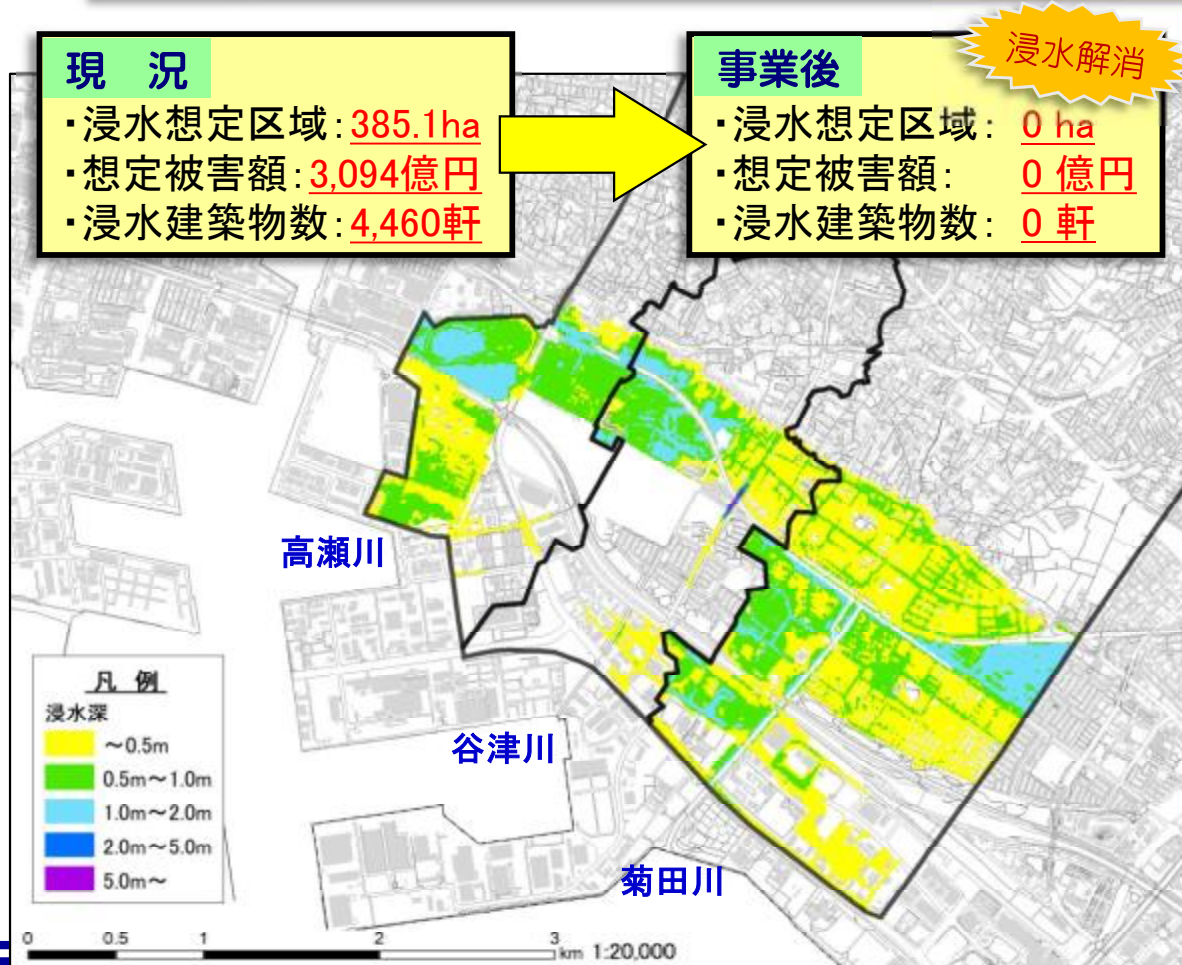 現 況
・浸水想定区域:385.1ha
・想定被害額:3,094億円
・浸水建築物数:4,460軒
浸水解消
事業後
・浸水想定区域: 0 ha
・想定被害額: 0 億円
・浸水建築物数: 0 軒
高瀬川
谷津川
菊田川
凡 例
浸水深
～0.5m
0.5m～1.0m
1.0m～2.0m
2.0m～5.0m
5.0m～
0 0.5 1 2 3 km 1:20,000